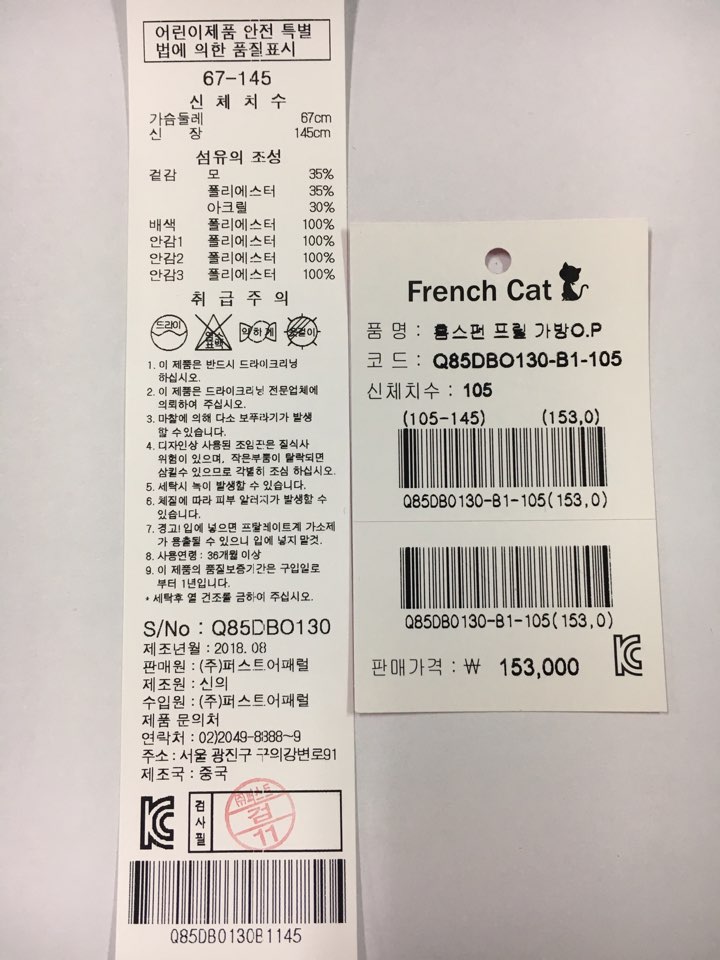 어린이제품 안전 특별
법에 의한 품질표시
67-145
신 체 치 수
가슴둘레 67cm
신 장 145cm
섬유의 조성
겉감 모 35%
폴리에스터 35%
아크릴 30%
배색 폴리에스터 100%
안감1 폴리에스터 100%
안감2 폴리에스터 100%
안감3 폴리에스터 100%
취 급 주 의
드라이 염소표백 약하게 옷걸이
1. 이 제품은 반드시 드라이크리닝
하십시오.
2. 이 제품은 드라이크리닝 전문업체에
의뢰하여 주십시오.
3. 마찰에 의해 다소 보푸라기가 발생
할 수 있습니다.
4. 디자인상 사용된 조임끈은 질식사
위험이 있으며, 작은부품이 탈락되면
삼킬수 있으므로 각별히 조심 하십시오.
5. 세탁시 녹이 발생할 수 있습니다.
6. 체질에 따라 피부 알러지가 발생할 수
있습니다.
7. 경고! 입에 넣으면 프탈레이트계 가소제
가 용출될 수 있으니 입에 넣지 말것.
8. 사용연령 : 36개월 이상
9. 이 제품의 품질보증기간은 구입일로
부터 1년입니다.
* 세탁후 열 건조를 금하여 주십시오.
S/No : Q85DBO130
제조년월 : 2018. 08
판매원 : (주)퍼스트어패럴
제조원 : 신의
수입원 : (주)퍼스트어패럴
제품 문의처
연락처 : 02)2049-8888~9
주소 : 서울 광진구 구의강변로91
제조국 : 중국
KC 검사필 ㈜퍼스트 검 11
Q85DBO130B1145
French Cat
품 명 : 홈스펀 프릴 가방O.P
코 드 : Q85DBO130-B1-105
신체치수 : 105
(105-145) (153,0)
Q85DBO130-B1-105(153,0)
Q85DBO130-B1-105(153,0)
KC
판매가격 : ₩ 153,000